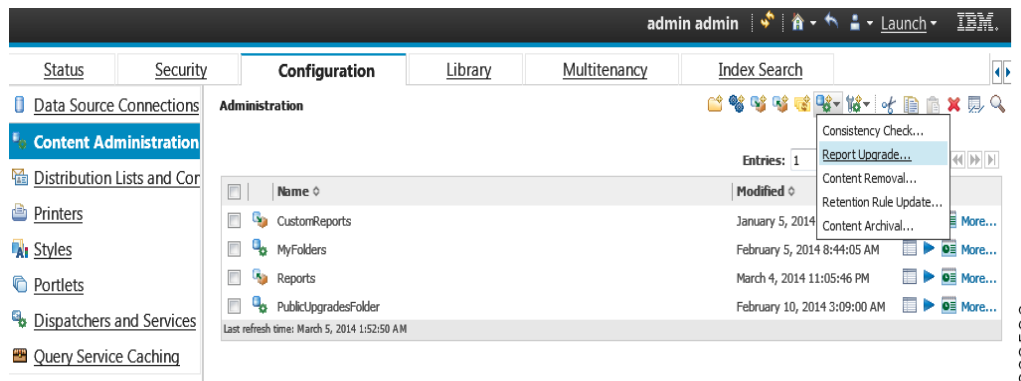 admin admin Launch IBM.
Status Security Configuration Library Multitenancy Index Search
Data Source Connections
Content Administration
Distribution Lists and Cor
Printers
Styles
Portlets
Dispatchers and Services
Query Service Caching
Administration
Consistency Check...
Report Upgrade...
Content Removal...
Retention Rule Update...
Content Archival...
Entries: 1
Name Modified
CustomReports January 5, 2014 More...
MyFolders February 5, 2014 8:44:05 AM More...
Reports March 4, 2014 11:05:46 PM More...
PublicUpgradesFolder February 10, 2014 3:09:00 AM More...
Last refresh time: March 5, 2014 1:52:50 AM